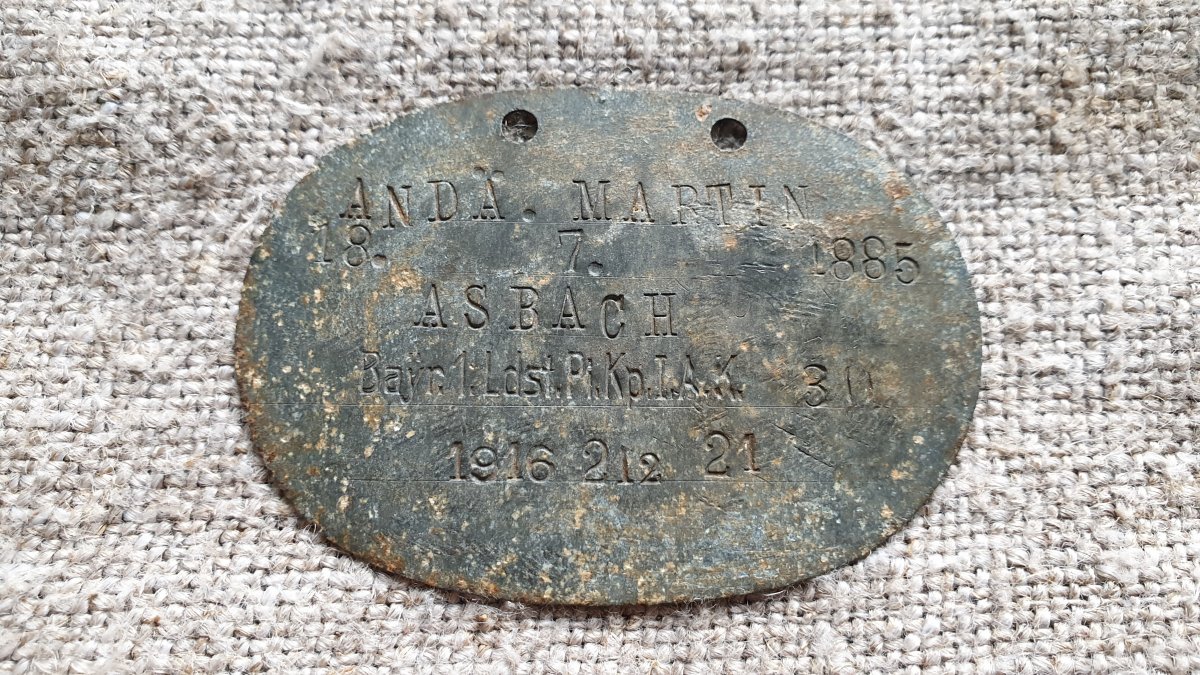 ANDÄ. MARTIN
18. 7. 1885
ASBACH
Bayr. 1. Ldst. Pi. Kp. I. A. K. 30
1916 212 21